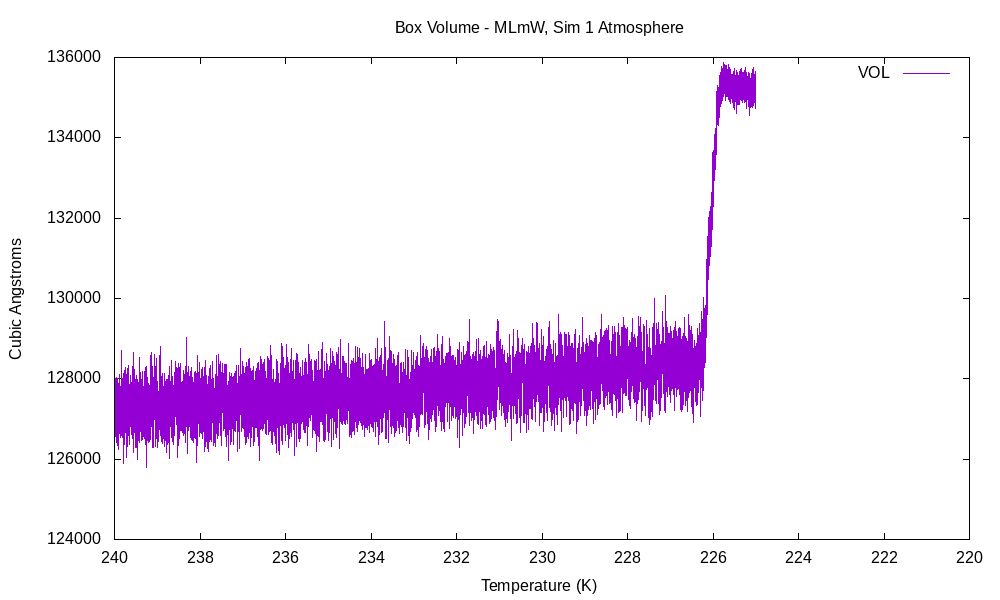 Box Volume - MLmW, Sim 1 Atmosphere
VOL
136000
134000
132000
130000
128000
126000
124000
Cubic Angstroms
240 238 236 234 232 230 228 226 224 222 220
Temperature (K)